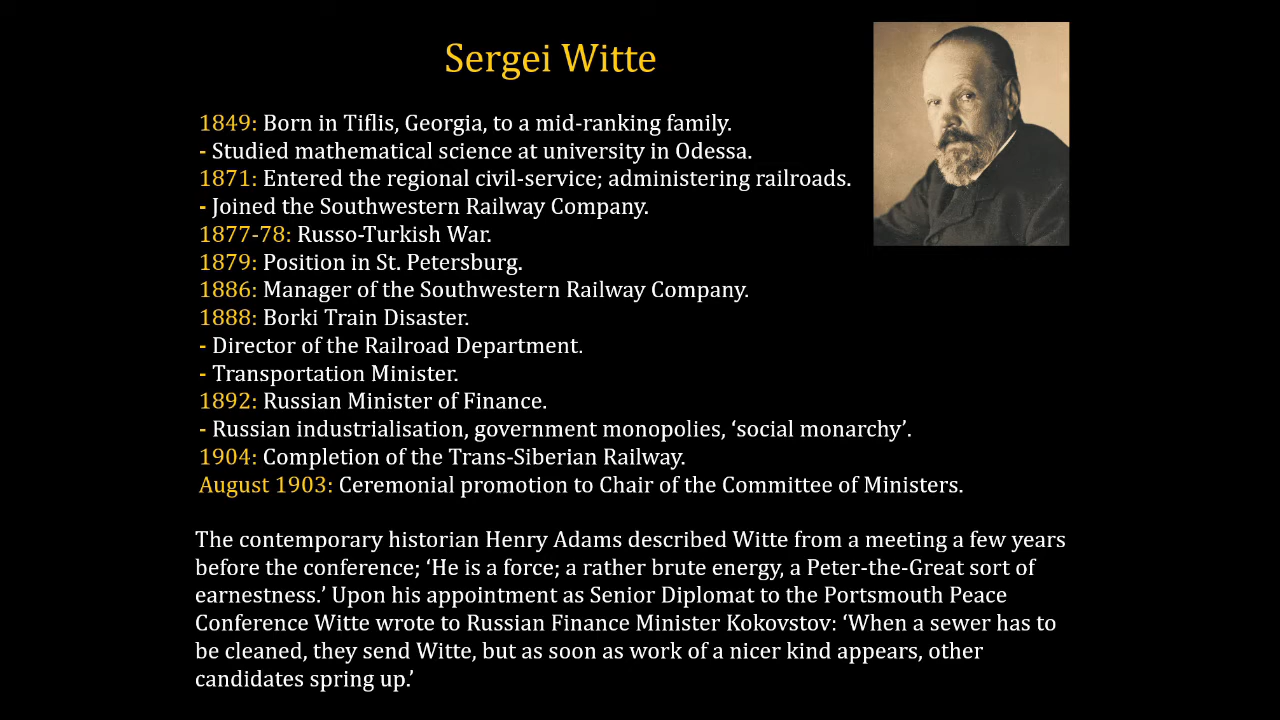 Sergei Witte
1849: Born in Tiflis, Georgia, to a mid-ranking family.
- Studied mathematical science at university in Odessa.
1871: Entered the regional civil-service; administering railroads.
- Joined the Southwestern Railway Company.
1877-78: Russo-Turkish War.
1879: Position in St. Petersburg.
1886: Manager of the Southwestern Railway Company.
1888: Borki Train Disaster.
- Director of the Railroad Department.
- Transportation Minister.
1892: Russian Minister of Finance.
- Russian industrialisation, government monopolies, ‘social monarchy’.
1904: Completion of the Trans-Siberian Railway.
August 1903: Ceremonial promotion to Chair of the Committee of Ministers.
The contemporary historian Henry Adams described Witte from a meeting a few years
before the conference; ‘He is a force; a rather brute energy, a Peter-the-Great sort of
earnestness.’ Upon his appointment as Senior Diplomat to the Portsmouth Peace
Conference Witte wrote to Russian Finance Minister Kokovstov: ‘When a sewer has to
be cleaned, they send Witte, but as soon as work of a nicer kind appears, other
candidates spring up.’